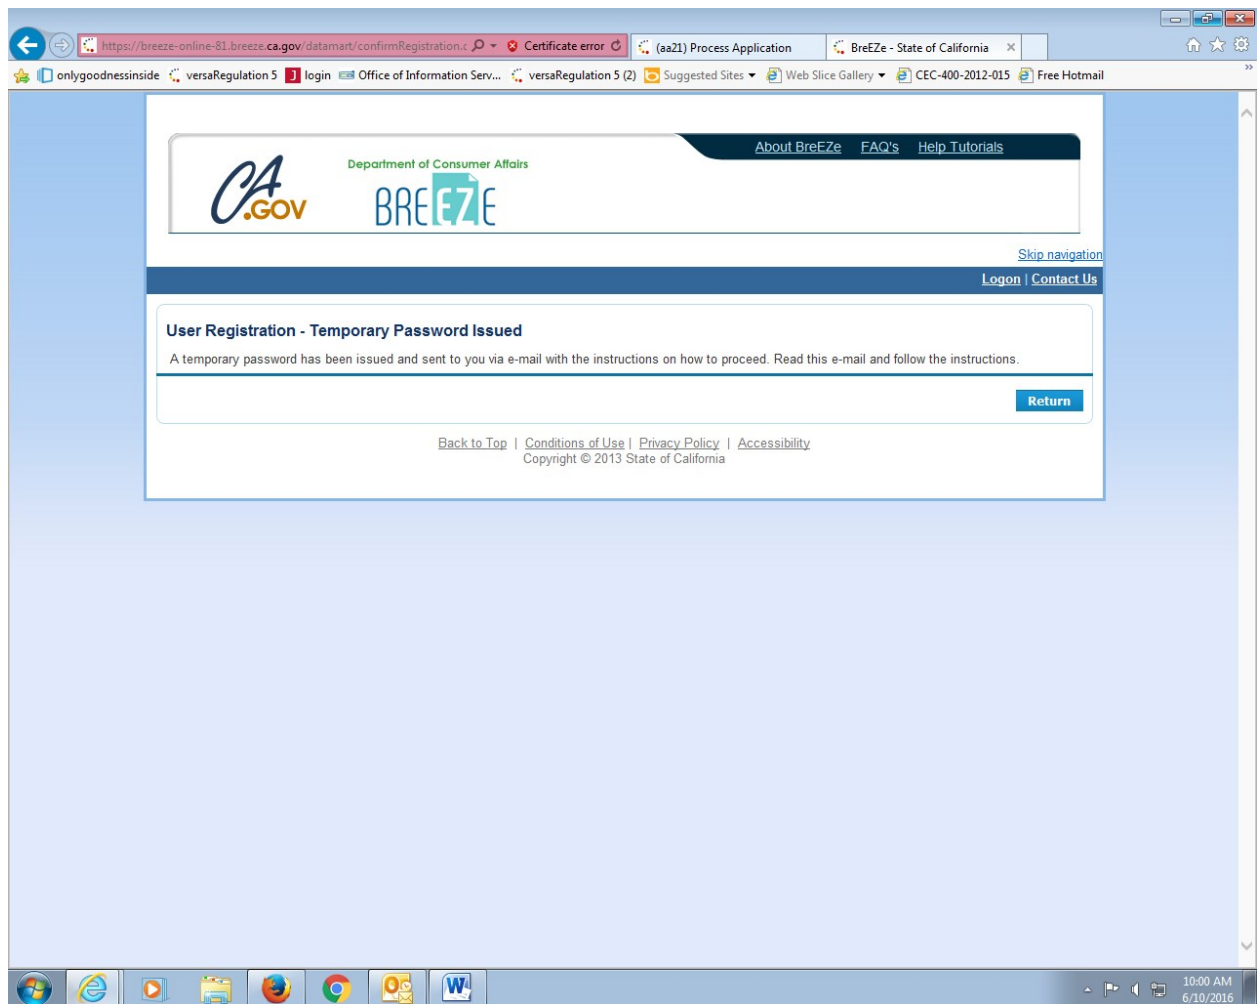 https://breeze-online-81.breeze.ca.gov/datamart/confirmRegistration.c Certificate error (aa21) Process Application BreEZe - State of California
onlygoodnessinside versaRegulation 5 login Office of Information Serv... versaRegulation 5 (2) Suggested Sites Web Slice Gallery CEC-400-2012-015 Free Hotmail
About BreEZe FAQ's Help Tutorials
CA.GOV
Department of Consumer Affairs
BREEZE
Skip navigation
Logon | Contact Us
User Registration - Temporary Password Issued
A temporary password has been issued and sent to you via e-mail with the instructions on how to proceed. Read this e-mail and follow the instructions.
Return
Back to Top | Conditions of Use | Privacy Policy | Accessibility
Copyright © 2013 State of California
10:00 AM
6/10/2016